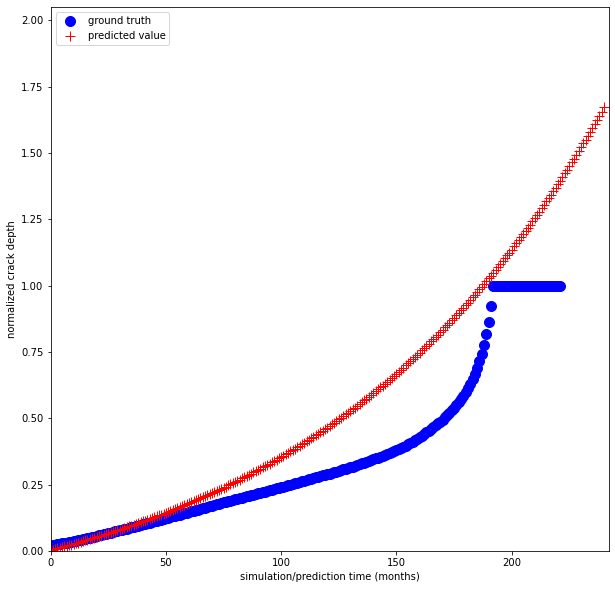 ground truth
predicted value
2.00
1.75
1.50
1.25
1.00
0.75
0.50
0.25
0.00
normalized crack depth
0 50 100 150 200
simulation/prediction time (months)